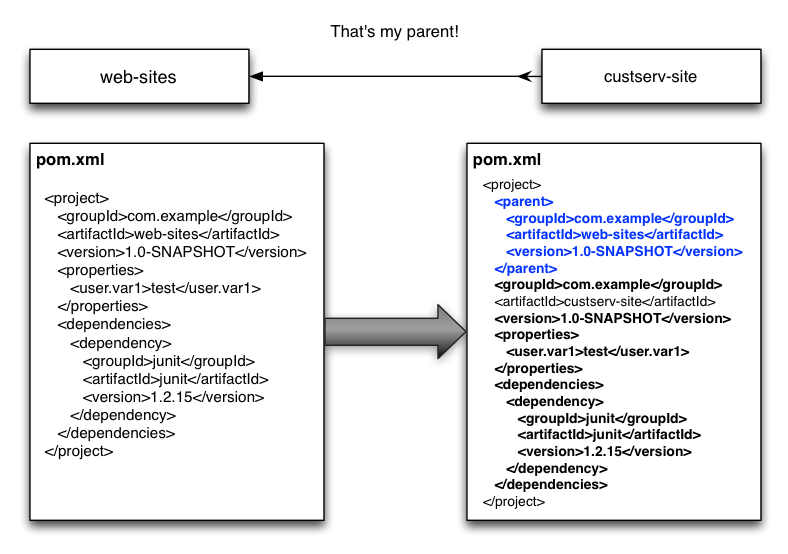 That's my parent!
web-sites
custserv-site
pom.xml
<project>
<groupId>com.example</groupId>
<artifactId>web-sites</artifactId>
<version>1.0-SNAPSHOT</version>
<properties>
<user.var1>test</user.var1>
</properties>
<dependencies>
<dependency>
<groupId>junit</groupId>
<artifactId>junit</artifactId>
<version>1.2.15</version>
</dependency>
</dependencies>
</project>
pom.xml
<project>
<parent>
<groupId>com.example</groupId>
<artifactId>web-sites</artifactId>
<version>1.0-SNAPSHOT</version>
</parent>
<groupId>com.example</groupId>
<artifactId>custserv-site</artifactId>
<version>1.0-SNAPSHOT</version>
<properties>
<user.var1>test</user.var1>
</properties>
<dependencies>
<dependency>
<groupId>junit</groupId>
<artifactId>junit</artifactId>
<version>1.2.15</version>
</dependency>
</dependencies>
</project>